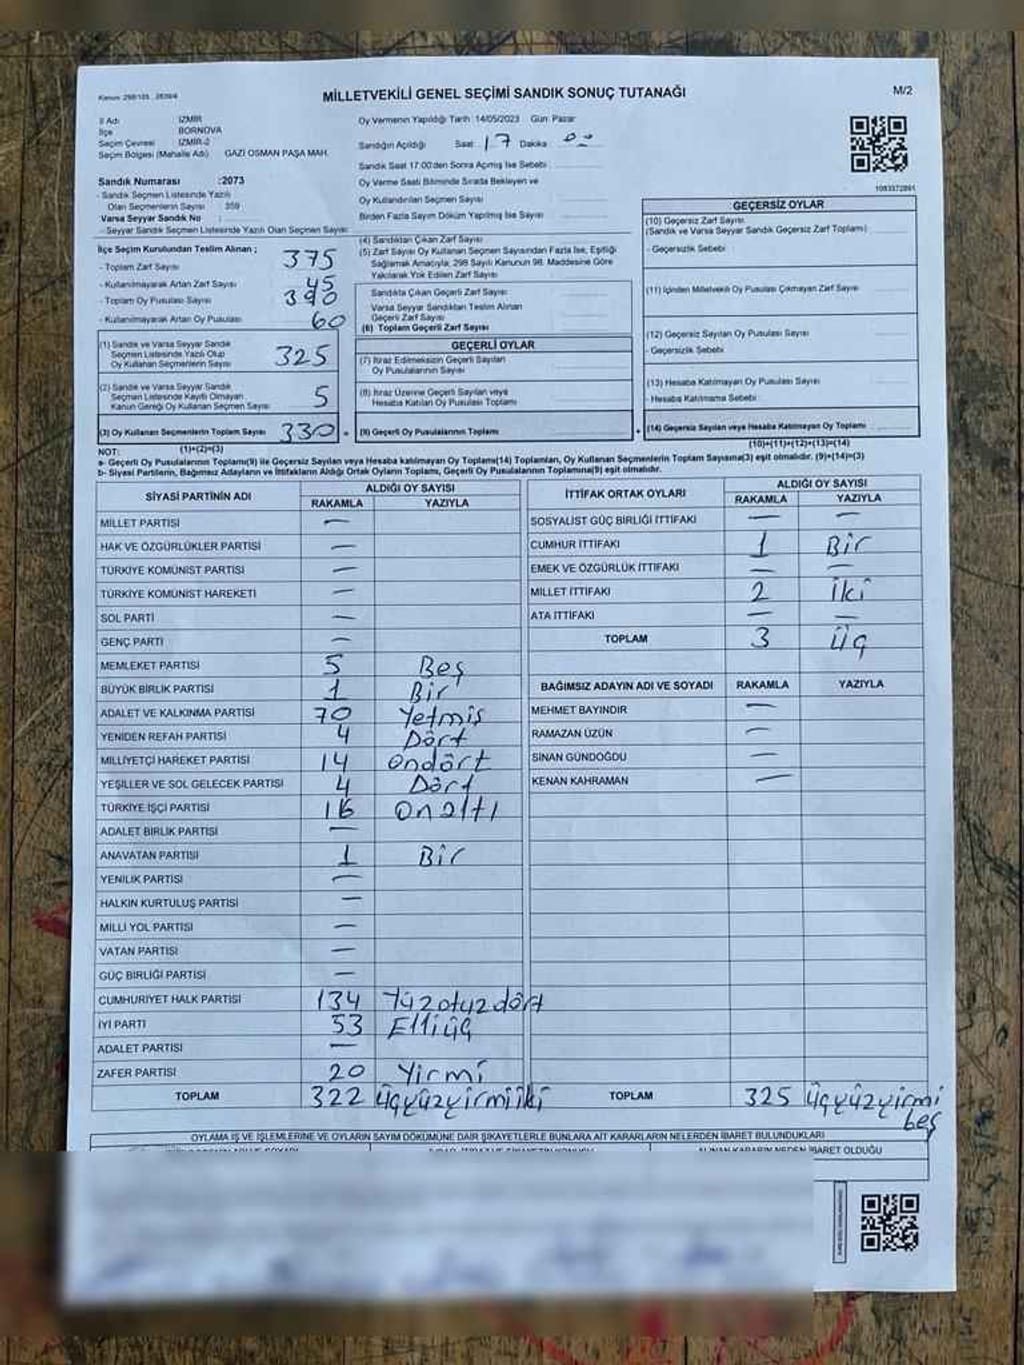 Kanun: 298/105 , 2839/4
MİLLETVEKİLİ GENEL SEÇİMİ SANDIK SONUÇ TUTANAĞI
M/2
İl Adı : İZMİR
İlçe : BORNOVA
Seçim Çevresi : İZMİR-2
Seçim Bölgesi (Mahalle Adı) : GAZİ OSMAN PAŞA MAH.
Sandık Numarası :2073
- Sandık Seçmen Listesinde Yazılı
Olan Seçmenlerin Sayısı : 359
Varsa Seyyar Sandık No :
- Seyyar Sandık Seçmen Listesinde Yazılı Olan Seçmen Sayısı:
Oy Vermenin Yapıldığı Tarih :14/05/2023 Gün: Pazar
Sandığın Açıldığı Saat: 17 Dakika 00
Sandık Saat 17:00'den Sonra Açılmış İse Sebebi :
Oy Verme Saati Bitiminde Sırada Bekleyen ve
Oy Kullandırılan Seçmen Sayısı
Birden Fazla Sayım Döküm Yapılmış İse Sayısı
1083372891
İlçe Seçim Kurulundan Teslim Alınan ;
- Toplam Zarf Sayısı 375
- Kullanılmayarak Artan Zarf Sayısı 45
- Toplam Oy Pusulası Sayısı 390
- Kullanılmayarak Artan Oy Pusulası 60
(1) Sandık ve Varsa Seyyar Sandık
Seçmen Listesinde Yazılı Olup
Oy Kullanan Seçmenlerin Sayısı 325
(2) Sandık ve Varsa Seyyar Sandık
Seçmen Listesinde Kayıtlı Olmayan
Kanun Gereği Oy Kullanan Seçmen Sayısı 5
(3) Oy Kullanan Seçmenlerin Toplam Sayısı 330
(1)+(2)=(3)
(4) Sandıktan Çıkan Zarf Sayısı
(5) Zarf Sayısı Oy Kullanan Seçmen Sayısından Fazla İse, Eşitliği
Sağlamak Amacıyla, 298 Sayılı Kanunun 98. Maddesine Göre
Yakılarak Yok Edilen Zarf Sayısı
Sandıkta Çıkan Geçerli Zarf Sayısı
Varsa Seyyar Sandıktan Teslim Alınan
Geçerli Zarf Sayısı
(6) Toplam Geçerli Zarf Sayısı
GEÇERLİ OYLAR
(7) İtiraz Edilmeksizin Geçerli Sayılan
Oy Pusulalarının Sayısı
(8) İtiraz Üzerine Geçerli Sayılan veya
Hesaba Katılan Oy Pusulası Toplamı
= (9) Geçerli Oy Pusulalarının Toplamı
GEÇERSİZ OYLAR
(10) Geçersiz Zarf Sayısı
(Sandık ve Varsa Seyyar Sandık Geçersiz Zarf Toplamı)
- Geçersizlik Sebebi
(11) İçinden Milletvekili Oy Pusulası Çıkmayan Zarf Sayısı
(12) Geçersiz Sayılan Oy Pusulası Sayısı
- Geçersizlik Sebebi
(13) Hesaba Katılmayan Oy Pusulası Sayısı
- Hesaba Katılmama Sebebi
+ (14) Geçersiz Sayılan veya Hesaba Katılmayan Oy Toplamı
(10)+(11)+(12)+(13)=(14)
NOT:
a- Geçerli Oy Pusulalarının Toplamı(9) ile Geçersiz Sayılan veya Hesaba katılmayan Oy Pusulaları(14) Toplamları, Oy Kullanan Seçmenlerin Toplam Sayısına(3) eşit olmalıdır. (9)+(14)=(3)
b- Siyasi Partilerin, Bağımsız Adayların ve İttifakların Aldığı Ortak Oyların Toplamı, Geçerli Oy Pusulalarının Toplamına(9) eşit olmalıdır.
SİYASİ PARTİNİN ADI ALDIĞI OY SAYISI
RAKAMLA YAZIYLA
MİLLET PARTİSİ —
HAK VE ÖZGÜRLÜKLER PARTİSİ —
TÜRKİYE KOMÜNİST PARTİSİ —
TÜRKİYE KOMÜNİST HAREKETİ —
SOL PARTİ —
GENÇ PARTİ —
MEMLEKET PARTİSİ 5 Beş
BÜYÜK BİRLİK PARTİSİ 1 Bir
ADALET VE KALKINMA PARTİSİ 70 Yetmiş
YENİDEN REFAH PARTİSİ 4 Dört
MİLLİYETÇİ HAREKET PARTİSİ 14 Ondört
YEŞİLLER VE SOL GELECEK PARTİSİ 4 Dört
TÜRKİYE İŞÇİ PARTİSİ 16 Onaltı
ADALET BİRLİK PARTİSİ —
ANAVATAN PARTİSİ 1 Bir
YENİLİK PARTİSİ —
HALKIN KURTULUŞ PARTİSİ —
MİLLİ YOL PARTİSİ —
VATAN PARTİSİ —
GÜÇ BİRLİĞİ PARTİSİ —
CUMHURİYET HALK PARTİSİ 134 Yüzotuzdört
İYİ PARTİ 53 Elliüç
ADALET PARTİSİ —
ZAFER PARTİSİ 20 Yirmi
TOPLAM 322 Üçyüzyirmiiki
İTTİFAK ORTAK OYLARI ALDIĞI OY SAYISI
RAKAMLA YAZIYLA
SOSYALİST GÜÇ BİRLİĞİ İTTİFAKI — —
CUMHUR İTTİFAKI 1 Bir
EMEK VE ÖZGÜRLÜK İTTİFAKI — —
MİLLET İTTİFAKI 2 İki
ATA İTTİFAKI — —
TOPLAM 3 Üç
BAĞIMSIZ ADAYIN ADI VE SOYADI RAKAMLA YAZIYLA
MEHMET BAYINDIR —
RAMAZAN ÜZÜN —
SİNAN GÜNDOĞDU —
KENAN KAHRAMAN —
TOPLAM 325 Üçyüzyirmi
beş
OYLAMA İŞ VE İŞLEMLERİNE VE OYLARIN SAYIM DÖKÜMÜNE DAİR ŞİKAYETLERLE BUNLARA AİT KARARLARIN NELERDEN İBARET BULUNDUKLARI
ALINAN KARARIN NEDEN İBARET OLDUĞU